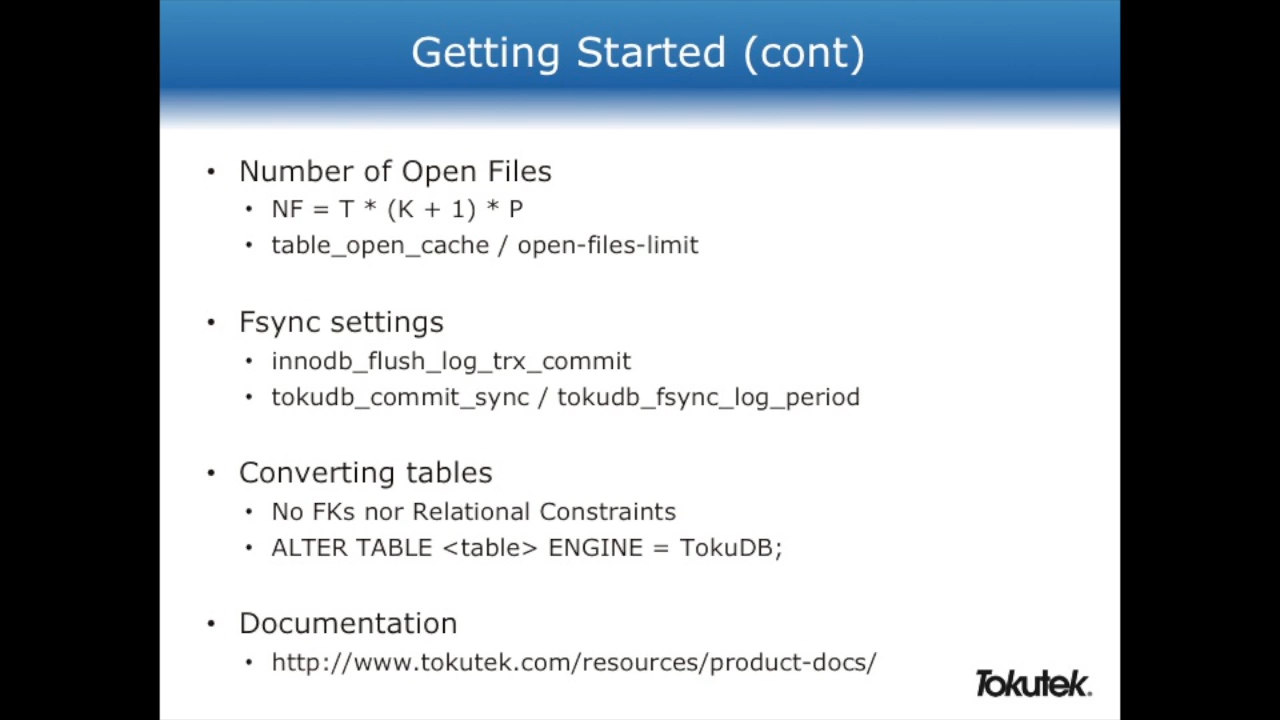 Getting Started (cont)
• Number of Open Files
• NF = T * (K + 1) * P
• table_open_cache / open-files-limit
• Fsync settings
• innodb_flush_log_trx_commit
• tokudb_commit_sync / tokudb_fsync_log_period
• Converting tables
• No FKs nor Relational Constraints
• ALTER TABLE <table> ENGINE = TokuDB;
• Documentation
• http://www.tokutek.com/resources/product-docs/
Tokutek.